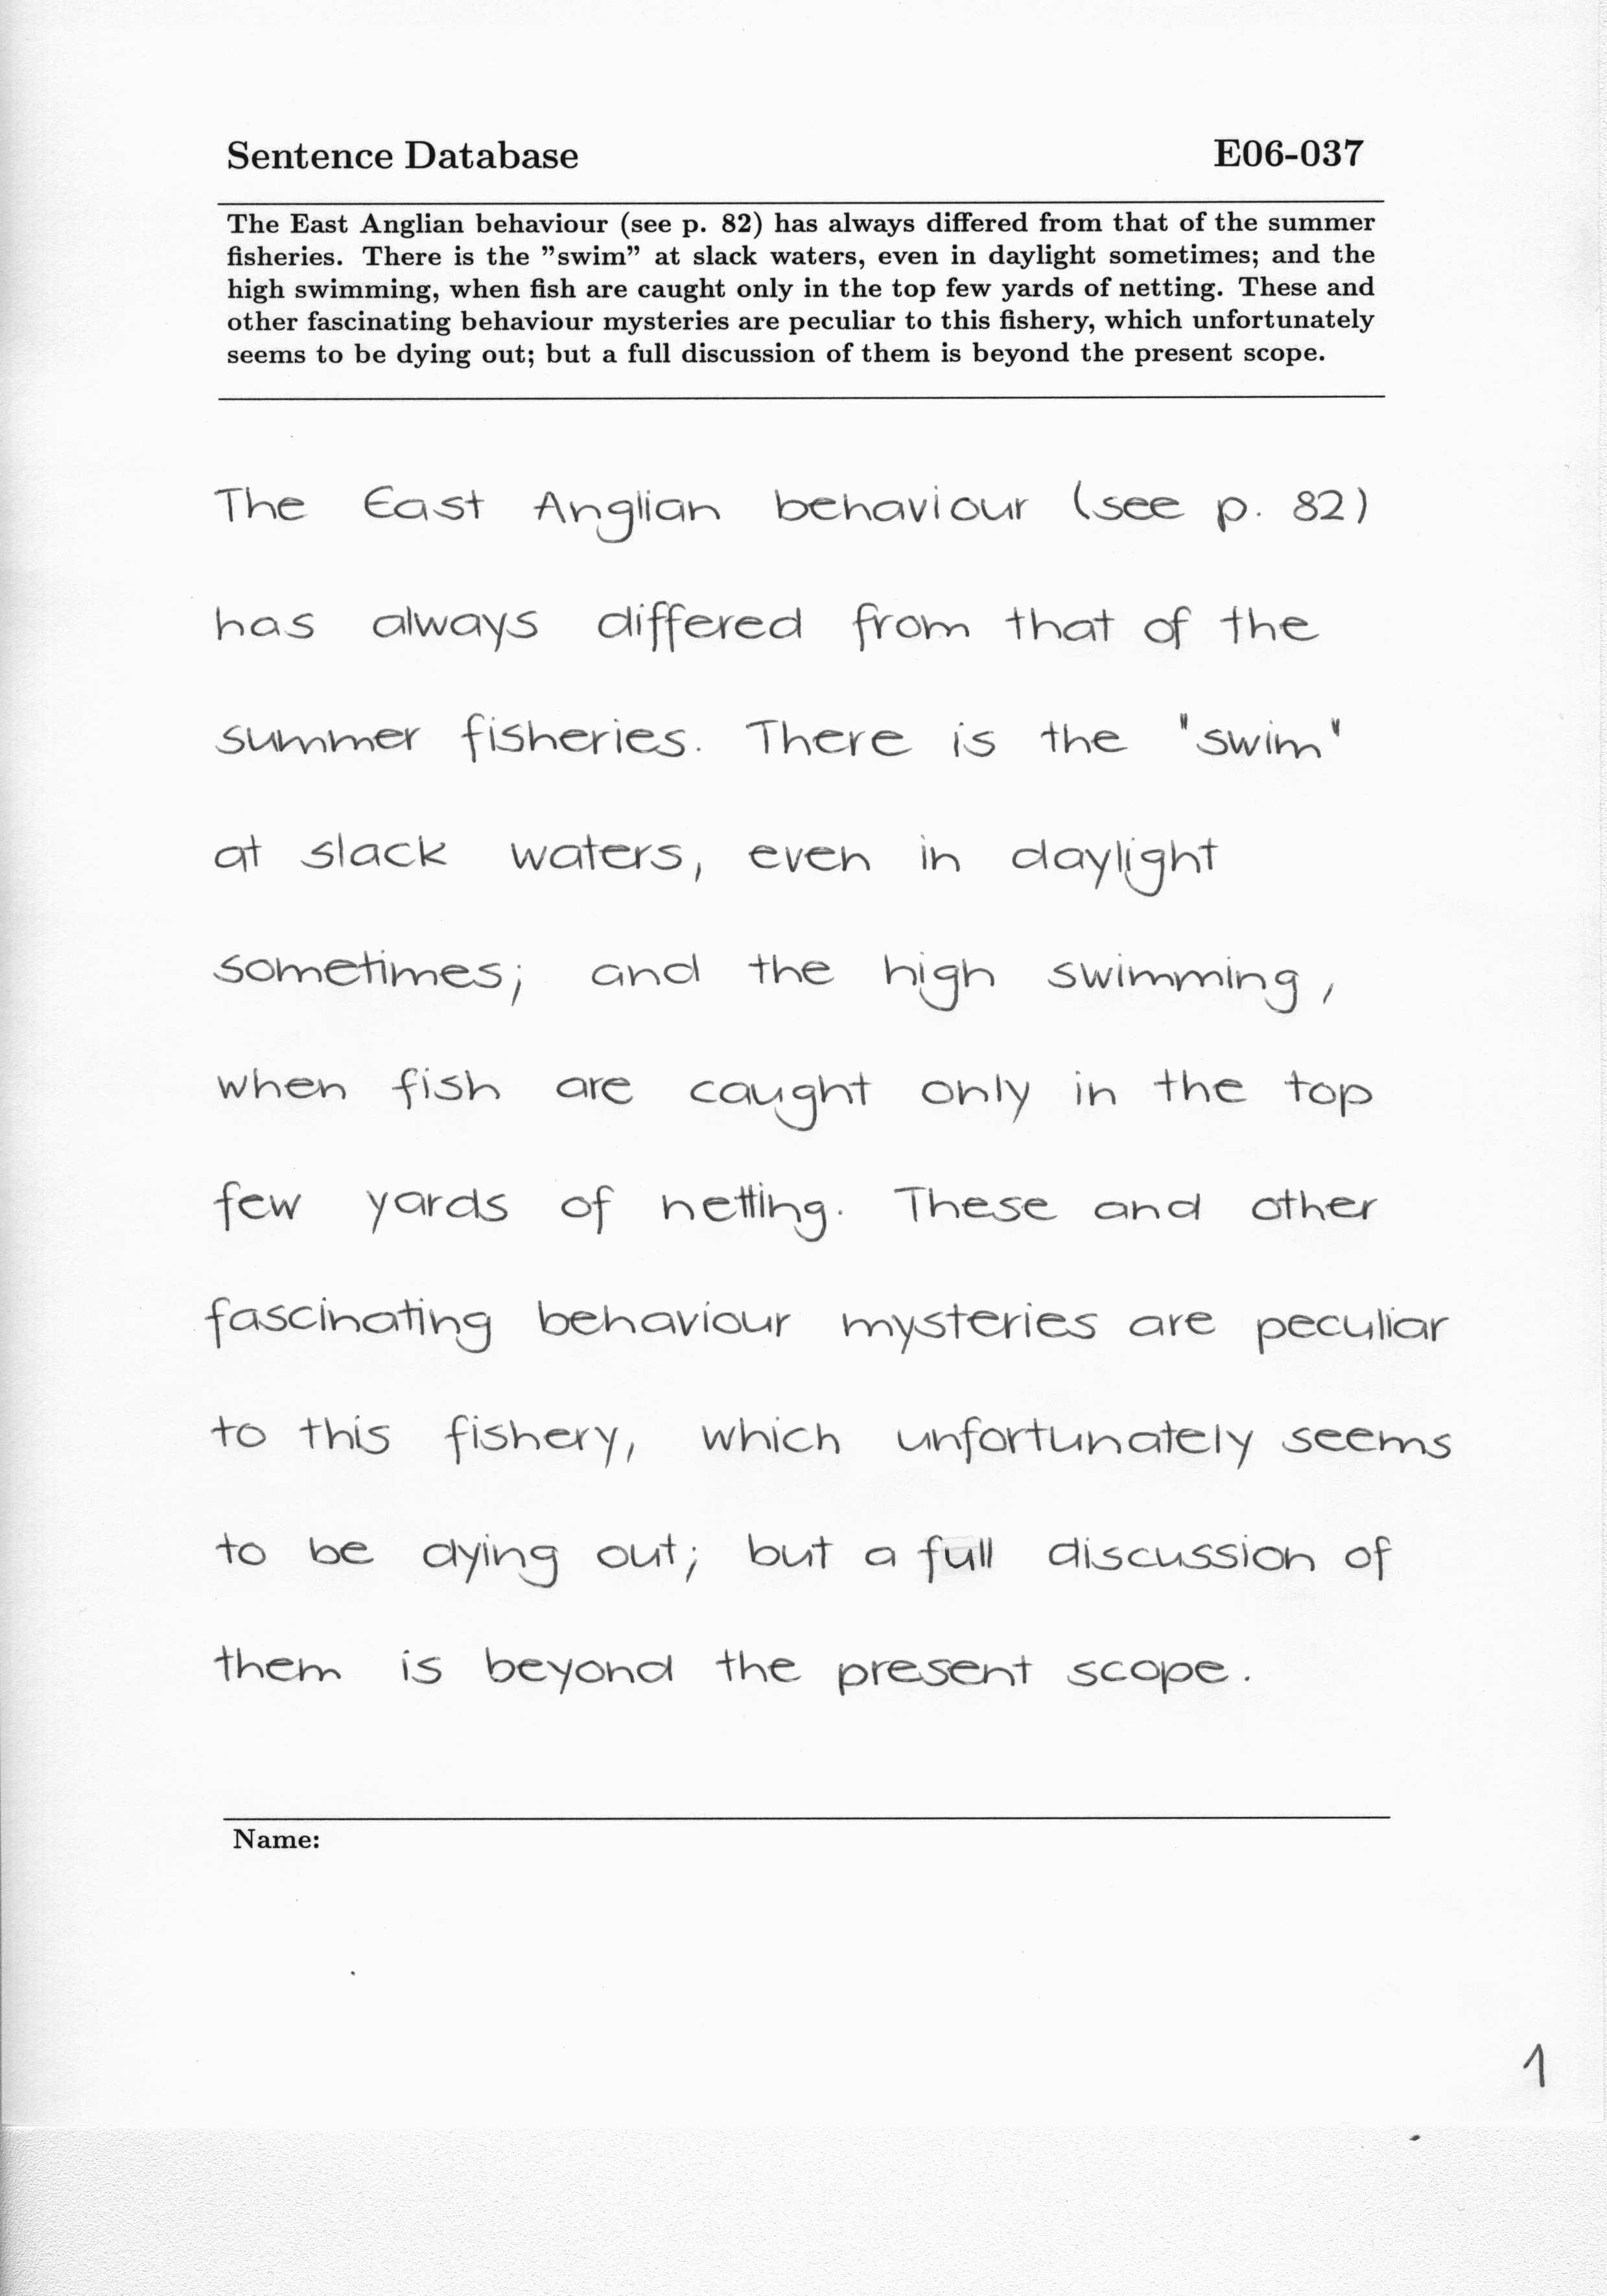 Sentence Database E06-037
The East Anglian behaviour (see p. 82) has always differed from that of the summer
fisheries. There is the ”swim” at slack waters, even in daylight sometimes; and the
high swimming, when fish are caught only in the top few yards of netting. These and
other fascinating behaviour mysteries are peculiar to this fishery, which unfortunately
seems to be dying out; but a full discussion of them is beyond the present scope.
The East Anglian behaviour (see p. 82)
has always differed from that of the
summer fisheries. There is the "swim"
at slack waters, even in daylight
sometimes; and the high swimming,
when fish are caught only in the top
few yards of netting. These and other
fascinating behaviour mysteries are peculiar
to this fishery, which unfortunately seems
to be dying out; but a full discussion of
them is beyond the present scope.
Name:
1